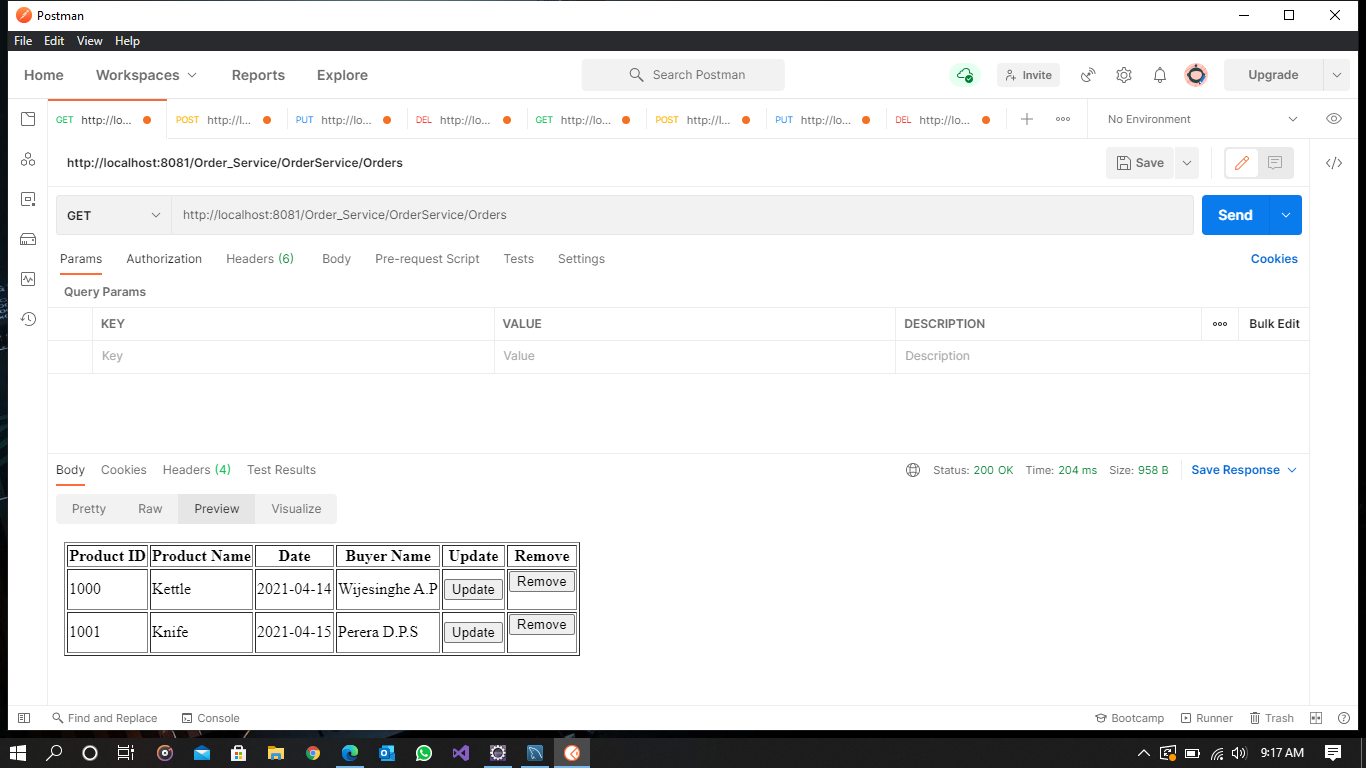 Postman
File Edit View Help
Home Workspaces Reports Explore Search Postman Invite Upgrade
GET http://lo... POST http://l... PUT http://lo... DEL http://lo... GET http://lo... POST http://l... PUT http://lo... DEL http://lo... No Environment
http://localhost:8081/Order_Service/OrderService/Orders Save
GET http://localhost:8081/Order_Service/OrderService/Orders Send
Params Authorization Headers (6) Body Pre-request Script Tests Settings Cookies
Query Params
KEY VALUE DESCRIPTION Bulk Edit
Key Value Description
Body Cookies Headers (4) Test Results Status: 200 OK Time: 204 ms Size: 958 B Save Response
Pretty Raw Preview Visualize
Product ID Product Name Date Buyer Name Update Remove
1000 Kettle 2021-04-14 Wijesinghe A.P Update Remove
1001 Knife 2021-04-15 Perera D.P.S Update Remove
Find and Replace Console Bootcamp Runner Trash
9:17 AM